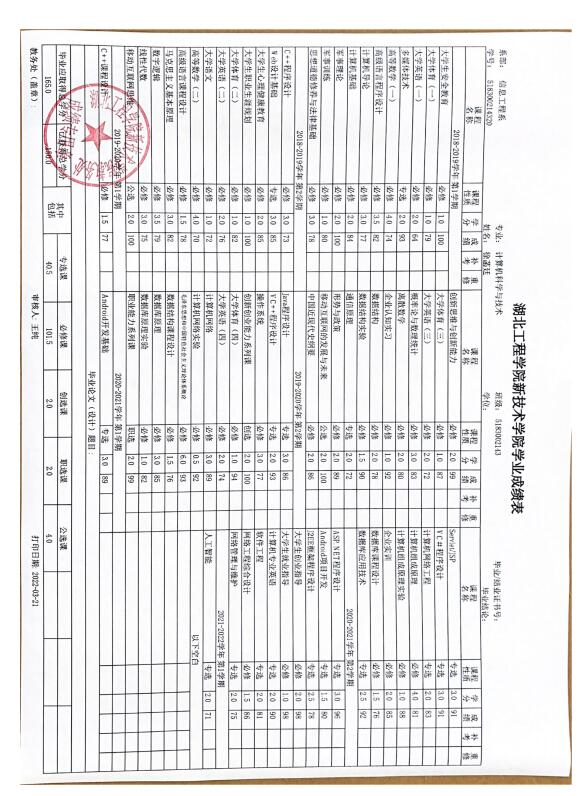 湖北工程学院新技术学院学业成绩表
系部： 信息工程系 专业： 计算机科学与技术 班级： 5183002143 毕业/结业证书号：
学号： 518300214320 姓名： 徐孟廷 学位： 毕业结论：
课程名称 课程性质 学分 成绩 补考 重修 课程名称 课程性质 学分 成绩 补考 重修 课程名称 课程性质 学分 成绩 补考 重修
2018-2019学年 第1学期
大学生安全教育 必修 1.0 100
大学体育（一） 必修 1.0 79
大学英语（一） 必修 2.0 64
多媒体技术 专选 2.0 93
高等数学（一） 必修 4.0 74
高级语言程序设计 必修 3.5 82
计算机导论 必修 3.0 77
计算机基础 必修 2.0 84
军事理论 必修 2.0 100
军事训练 必修 1.0 80
思想道德修养与法律基础 必修 3.0 78
2018-2019学年 第2学期
C++程序设计 必修 3.0 73
Web设计基础 专选 3.0 85
大学生心理健康教育 必修 2.0 85
大学生职业生涯规划 必修 1.0 85
大学体育（二） 必修 1.0 82
大学英语（二） 必修 2.0 76
大学语文 必修 1.0 72
高等数学（二） 必修 4.0 70
高级语言课程设计 必修 1.5 78
马克思主义基本原理 必修 3.0 82
数字逻辑 必修 3.5 79
线性代数 必修 3.0 75
移动互联网思维 公选 2.0 100
2019-2020学年 第1学期
C++课程设计 必修 1.5 77
创新思维与创新能力 必修 2.0 99
大学体育（三） 必修 1.0 87
大学英语（三） 必修 2.0 72
概率论与数理统计 必修 3.0 83
离散数学 必修 2.0 80
企业认知实习 必修 1.0 92
数据结构 必修 2.0 78
数据结构实验 必修 1.5 90
通信原理 专选 2.0 72
形势与政策 必修 2.0 89
移动互联网的发展与未来 公选 2.0 100
中国近现代史纲要 必修 2.0 86
2019-2020学年 第2学期
Java程序设计 专选 3.0 86
VC++程序设计 专选 2.0 93
操作系统 必修 3.0 77
创新创业能力系列课 创选 2.0 100
大学体育（四） 必修 1.0 94
大学英语（四） 专选 2.0 74
计算机网络 必修 3.0 89
计算机网络实验 必修 0.5 92
毛泽东思想和中国特色社会主义理论体系概论 必修 6.0 93
数据结构课程设计 必修 1.5 76
数据库原理 必修 3.0 85
数据库原理实验 必修 1.0 82
职业能力系列课 职选 2.0 99
2020-2021学年 第1学期
Android开发基础 专选 3.0 89
Servlet/JSP 专选 3.0 91
VC＃程序设计 专选 3.0 91
计算机网络工程 专选 2.0 83
计算机组成原理 必修 4.0 81
计算机组成原理实验 必修 1.0 88
企业实训 必修 2.0 85
数据库课程设计 必修 1.5 76
数据库应用技术 专选 2.5 92
2020-2021学年 第2学期
ASP.NET程序设计 专选 3.0 96
Android项目开发 专选 1.5 80
J2EE框架程序设计 专选 2.5 78
大学生创业指导 必修 2.0 98
大学生就业指导 必修 1.0 98
计算机专业英语 必修 2.0 90
软件工程 专选 2.0 81
网络工程综合设计 必修 1.5 86
网络管理与维护 专选 2.0 75
2021-2022学年 第1学期
人工智能 专选 2.0 71
以下空白
毕业论文（设计）题目：
毕业应取得总学分 已获得总学分 其中包括 专选课 必修课 创选课 职选课 公选课
165.0 150.0 40.5 101.5 2.0 2.0 4.0
教务处（盖章）： 审核人： 王纯 打印日期： 2022-03-21
湖北工程学院新技术学院教务处
成绩专用章